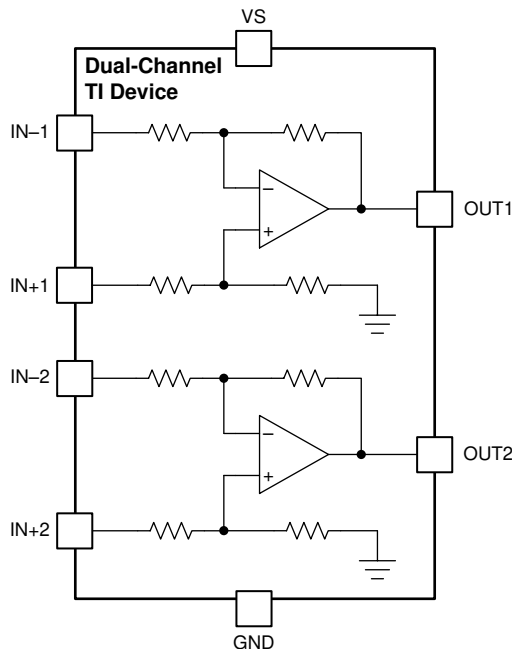 VS
Dual-Channel
TI Device
IN–1
OUT1
IN+1
IN–2
OUT2
IN+2
GND